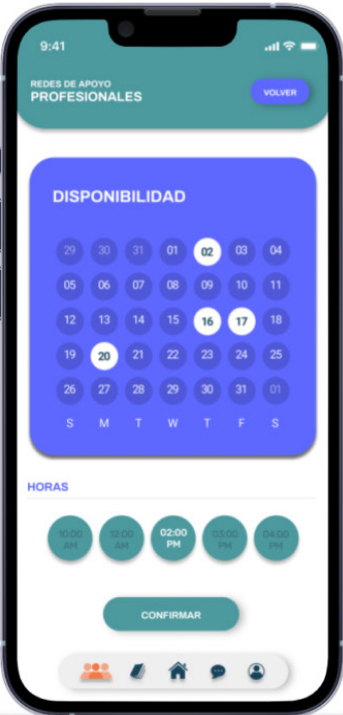 9:41
REDES DE APOYO
PROFESIONALES
VOLVER
DISPONIBILIDAD
29 30 31 01 02 03 04
05 06 07 08 09 10 11
12 13 14 15 16 17 18
19 20 21 22 23 24 25
26 27 28 29 30 31 01
S M T W T F S
HORAS
10:00 12:00 02:00 03:00 04:00
AM AM PM PM PM
CONFIRMAR